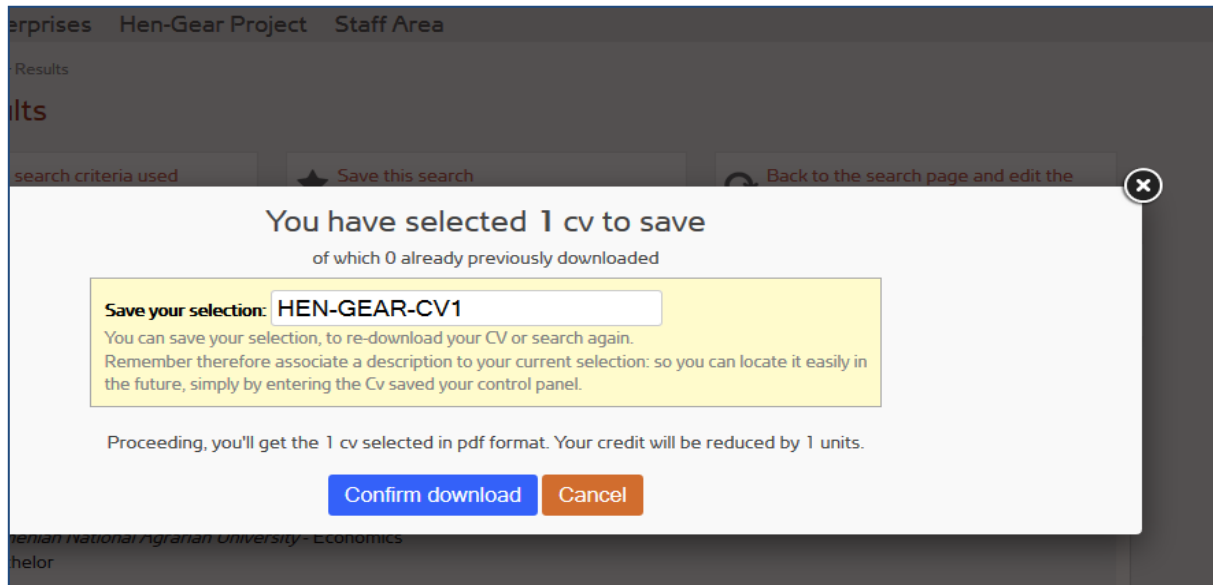 erprises Hen-Gear Project Staff Area
Results
lts
search criteria used
Save this search
Back to the search page and edit the
You have selected 1 cv to save
of which 0 already previously downloaded
Save your selection: HEN-GEAR-CV1
You can save your selection, to re-download your CV or search again.
Remember therefore associate a description to your current selection: so you can locate it easily in
the future, simply by entering the Cv saved your control panel.
Proceeding, you'll get the 1 cv selected in pdf format. Your credit will be reduced by 1 units.
Confirm download Cancel
menian National Agrarian University - Economics
helor